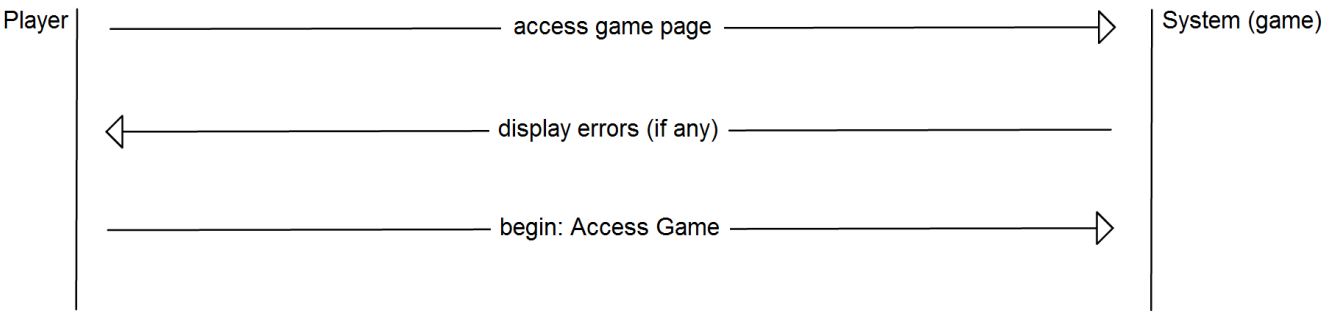 Player
access game page
System (game)
display errors (if any)
begin: Access Game